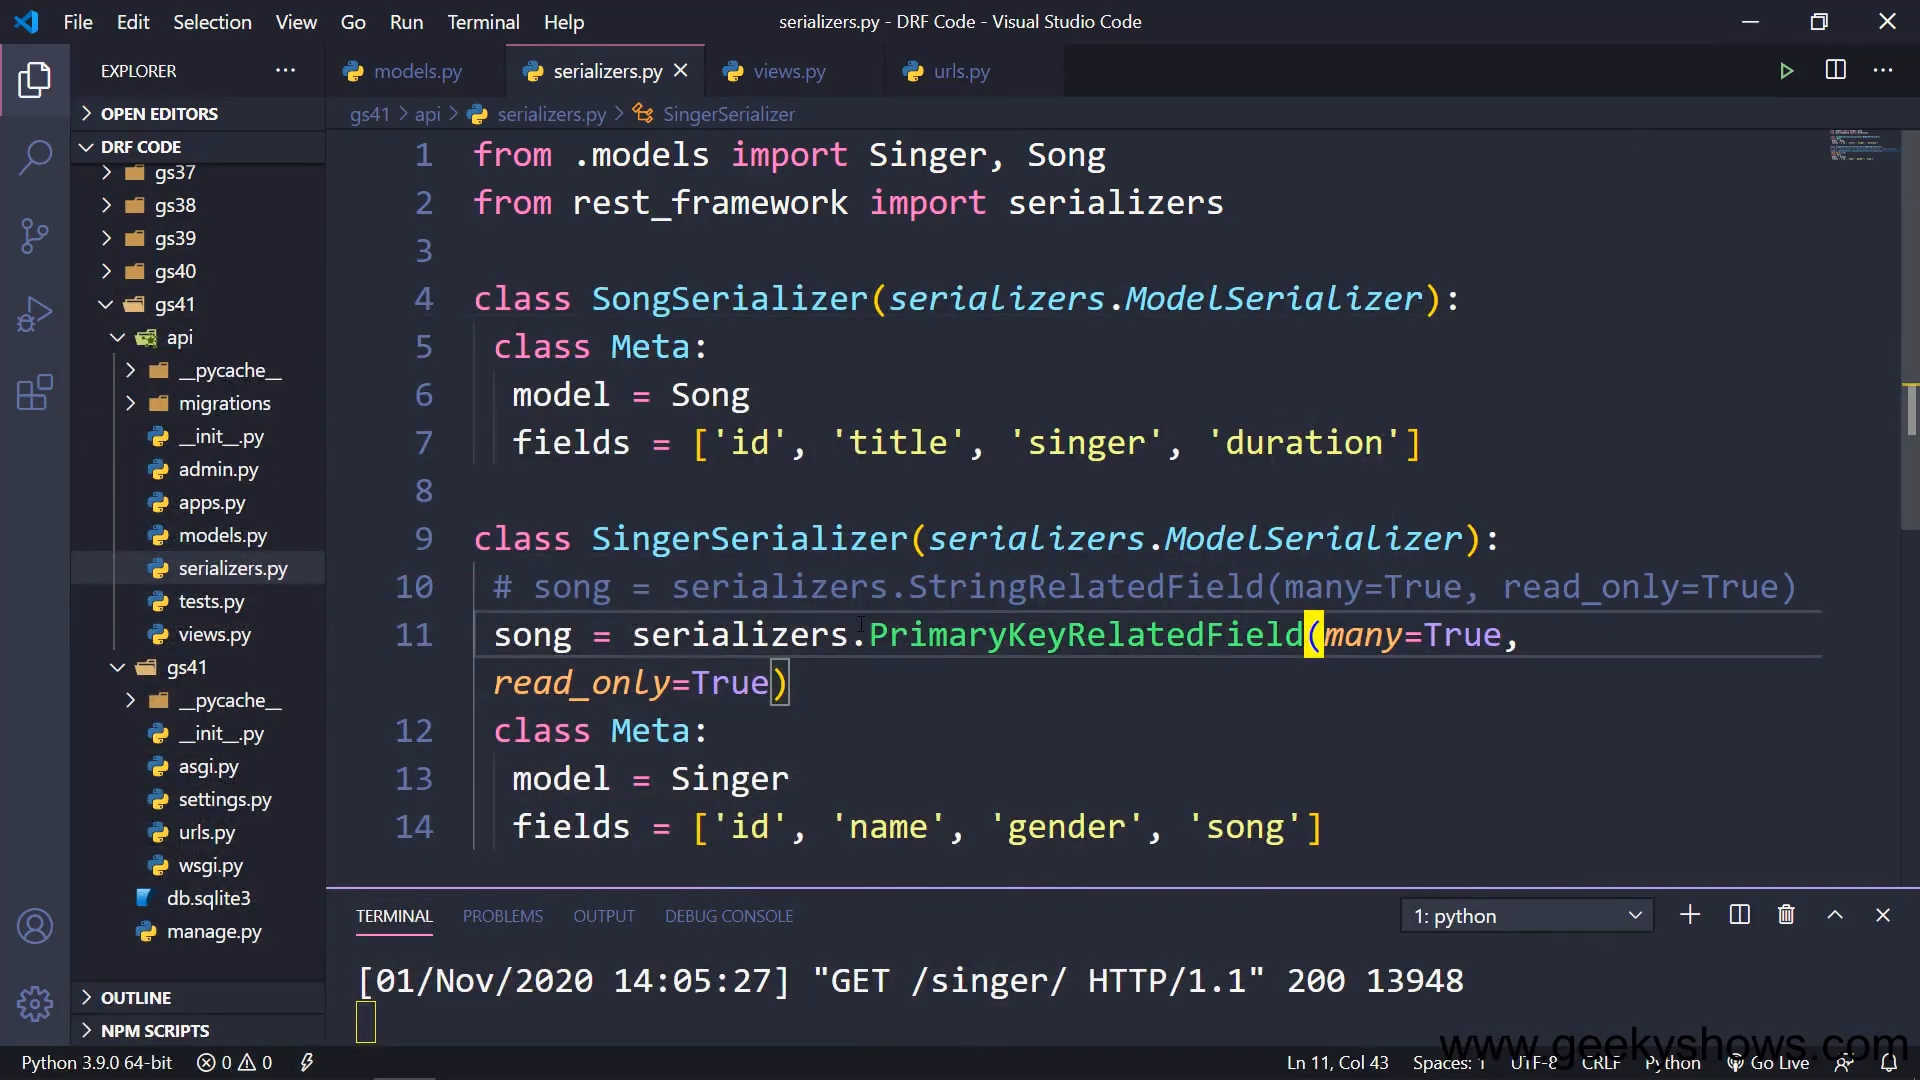 File Edit Selection View Go Run Terminal Help
serializers.py - DRF Code - Visual Studio Code
EXPLORER
OPEN EDITORS
DRF CODE
gs37
gs38
gs39
gs40
gs41
api
__pycache__
migrations
__init__.py
admin.py
apps.py
models.py
serializers.py
tests.py
views.py
gs41
__pycache__
__init__.py
asgi.py
settings.py
urls.py
wsgi.py
db.sqlite3
manage.py
OUTLINE
NPM SCRIPTS
models.py serializers.py views.py urls.py
gs41 > api > serializers.py > SingerSerializer
1 from .models import Singer, Song
2 from rest_framework import serializers
3
4 class SongSerializer(serializers.ModelSerializer):
5 class Meta:
6 model = Song
7 fields = ['id', 'title', 'singer', 'duration']
8
9 class SingerSerializer(serializers.ModelSerializer):
10 # song = serializers.StringRelatedField(many=True, read_only=True)
11 song = serializers.PrimaryKeyRelatedField(many=True,
read_only=True)
12 class Meta:
13 model = Singer
14 fields = ['id', 'name', 'gender', 'song']
TERMINAL PROBLEMS OUTPUT DEBUG CONSOLE
1: python
[01/Nov/2020 14:05:27] "GET /singer/ HTTP/1.1" 200 13948
www.geekyshows.com
Python 3.9.0 64-bit 0 0 Ln 11, Col 43 Spaces: 1 UTF-8 CRLF Python Go Live